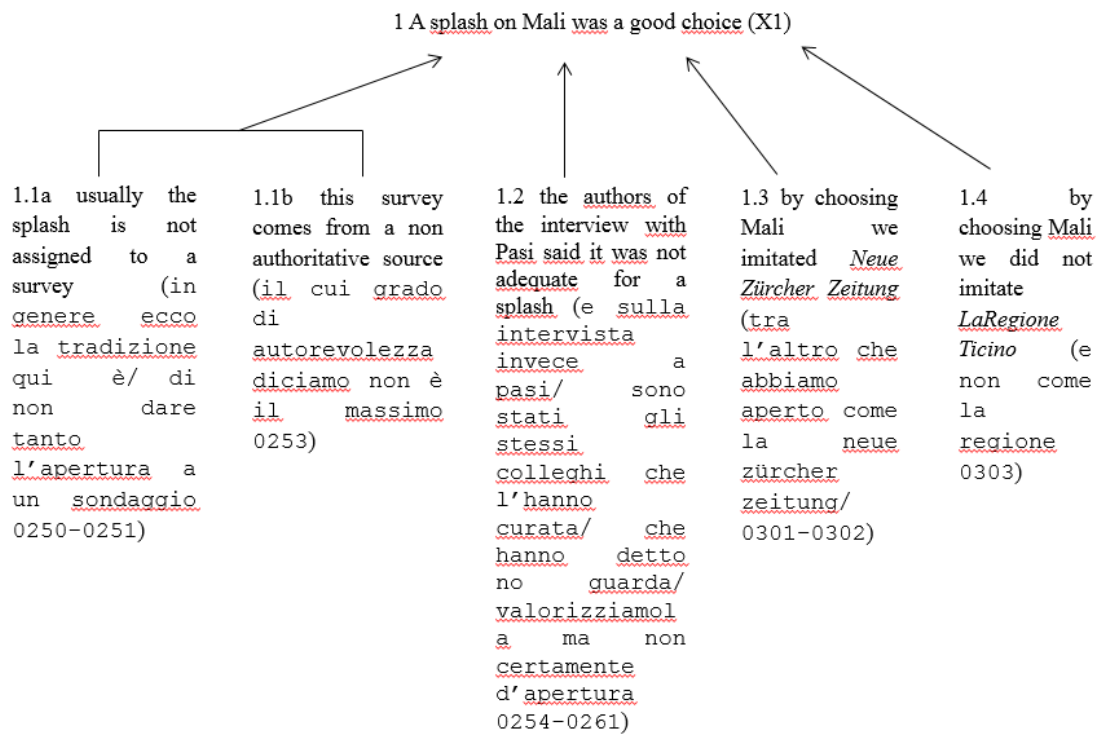 1 A splash on Mali was a good choice (X1)
1.1a usually the
splash is not
assigned to a
survey (in
genere ecco
la tradizione
qui è/ di
non dare
tanto
l’apertura a
un sondaggio
0250-0251)
1.1b this survey
comes from a non
authoritative source
(il cui grado
di
autorevolezza
diciamo non è
il massimo
0253)
1.2 the authors of
the interview with
Pasi said it was not
adequate for a
splash (e sulla
intervista
invece a
pasi/ sono
stati gli
stessi
colleghi che
l’hanno
curata/ che
hanno detto
no guarda/
valorizziamol
a ma non
certamente
d’apertura
0254-0261)
1.3 by choosing
Mali we
imitated Neue
Zürcher Zeitung
(tra
l’altro che
abbiamo
aperto come
la neue
zürcher
zeitung/
0301-0302)
1.4 by
choosing Mali
we did not
imitate
LaRegione
Ticino (e
non come
la
regione
0303)